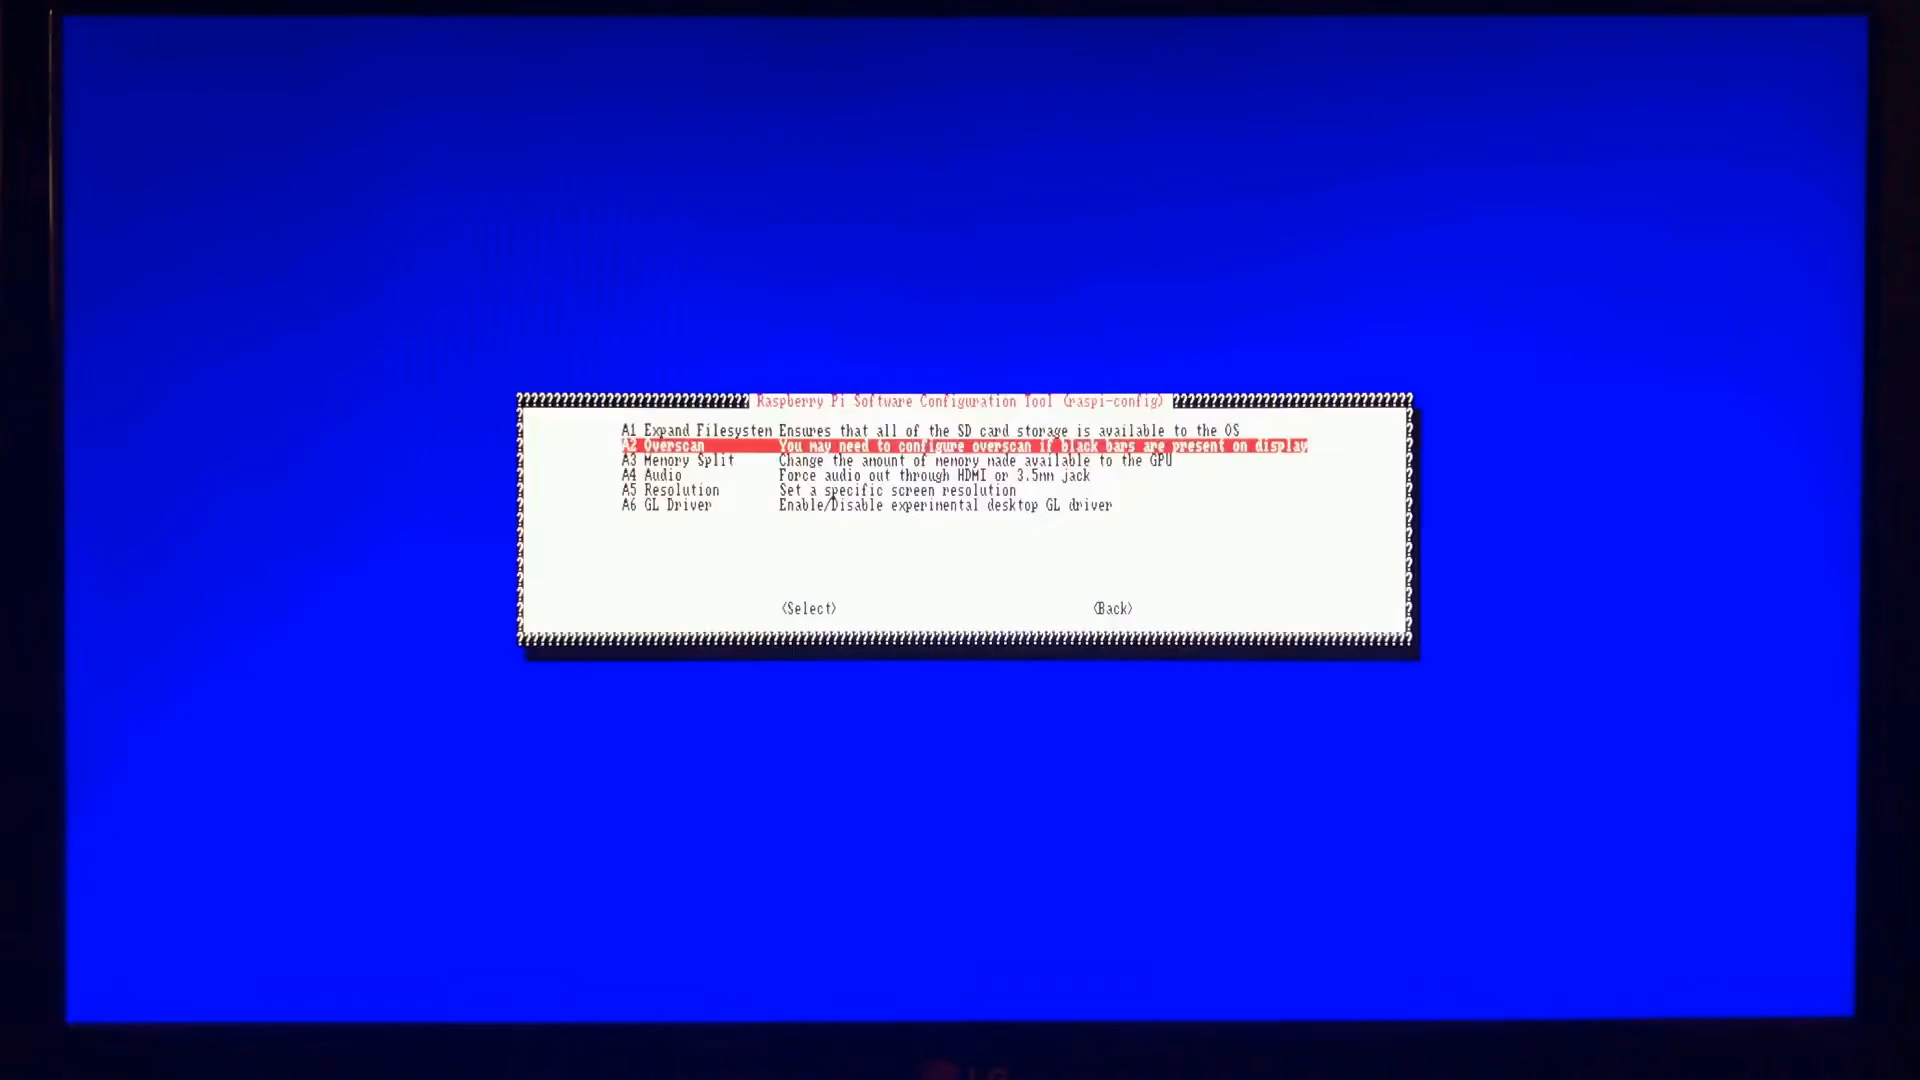 Raspberry Pi Software Configuration Tool (raspi-config)
A1 Expand Filesystem Ensures that all of the SD card storage is available to the OS
A2 Overscan You may need to configure overscan if black bars are present on display
A3 Memory Split Change the amount of memory made available to the GPU
A4 Audio Force audio out through HDMI or 3.5mm jack
A5 Resolution Set a specific screen resolution
A6 GL Driver Enable/Disable experimental desktop GL driver
<Select> <Back>
LG